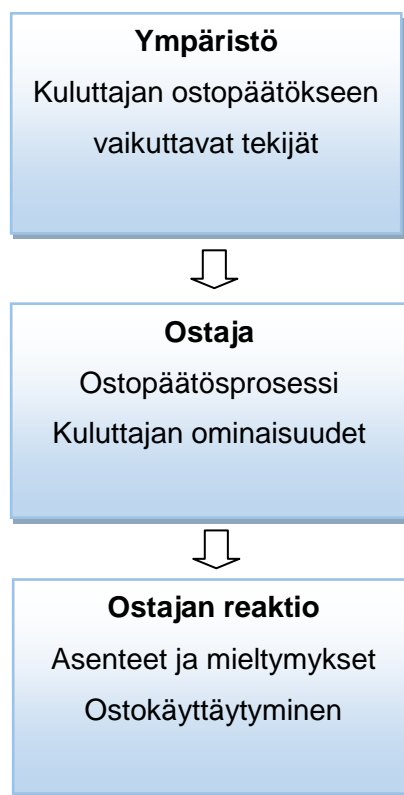 Ympäristö
Kuluttajan ostopäätökseen
vaikuttavat tekijät
Ostaja
Ostopäätösprosessi
Kuluttajan ominaisuudet
Ostajan reaktio
Asenteet ja mieltymykset
Ostokäyttäytyminen